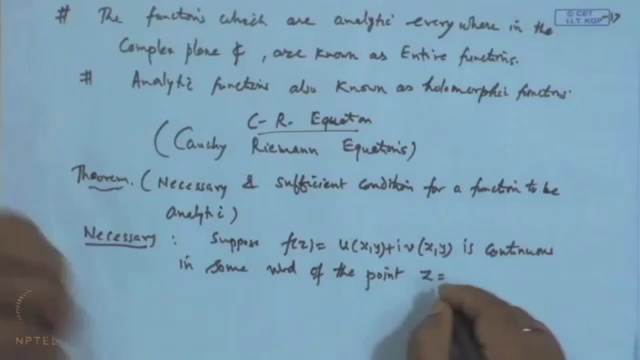 # The functions which are analytic everywhere in the
Complex plane ₵, are known as Entire functions.
# Analytic functions also known as holomorphic functions.
C-R. Equation
(Cauchy Riemann Equations)
Theorem. (Necessary & sufficient condition for a function to be
analytic)
Necessary : Suppose f(z) = u(x,y)+i v(x,y) is continuous
in some nbd of the point z=
© CET
I.I.T. KGP
NPTEL